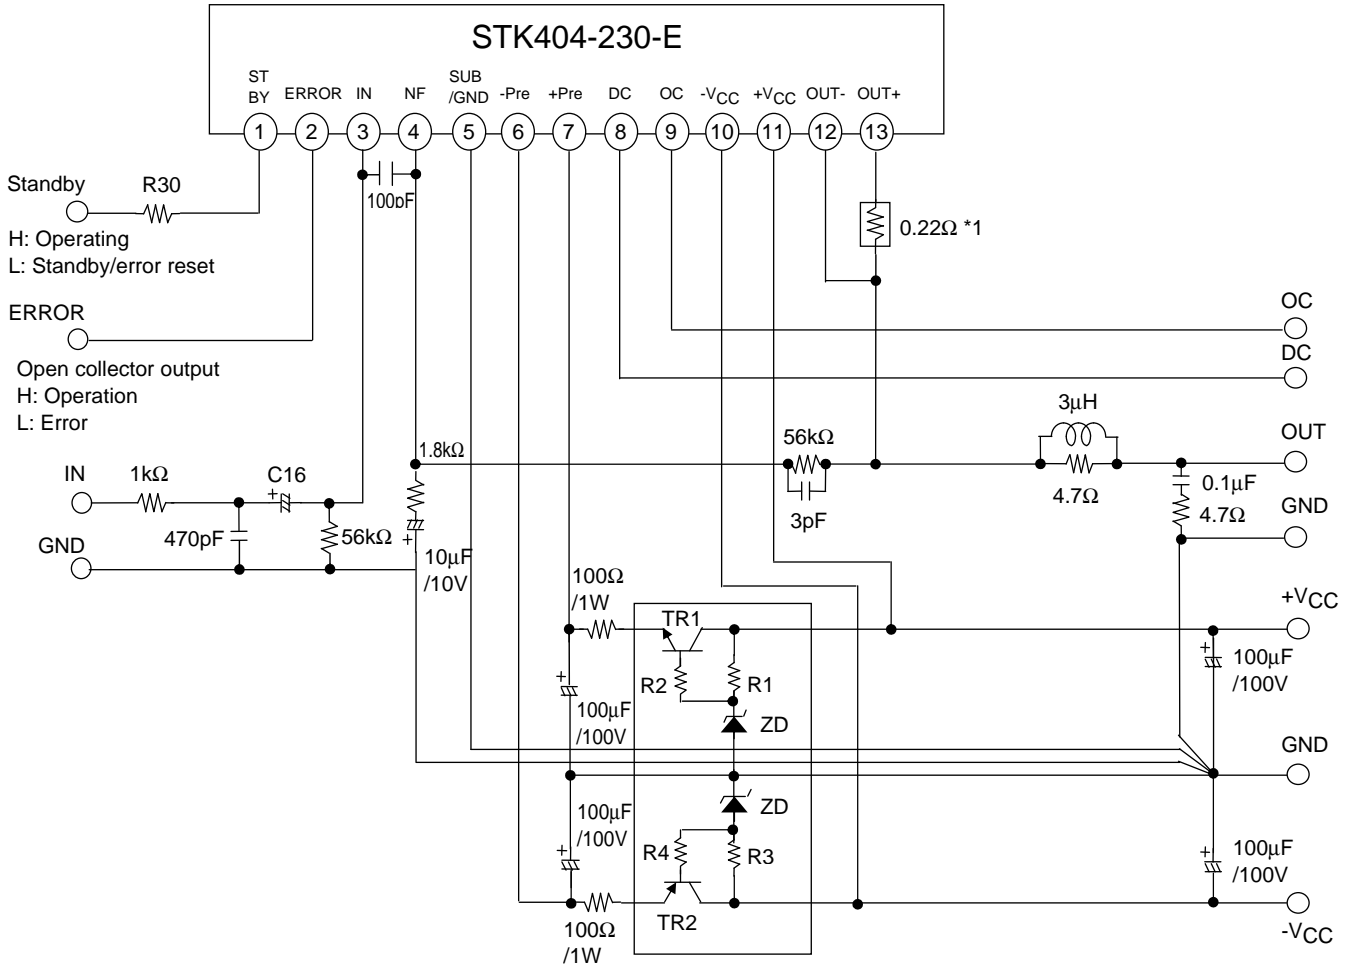 STK404-230-E
ST
BY
ERROR
IN
NF
SUB
/GND
-Pre
+Pre
DC
OC
-VCC
+VCC
OUT-
OUT+
1
2
3
4
5
6
7
8
9
10
11
12
13
100pF
Standby
R30
H: Operating
L: Standby/error reset
0.22Ω *1
ERROR
Open collector output
H: Operation
L: Error
OC
DC
3μH
OUT
1.8kΩ
56kΩ
3pF
4.7Ω
0.1μF
4.7Ω
GND
IN
1kΩ
C16
+
470pF
56kΩ
+
10μF
/10V
GND
100Ω
/1W
TR1
+VCC
R2
R1
+
100μF
/100V
ZD
+
100μF
/100V
GND
ZD
100μF
/100V
+
R4
R3
+
100μF
/100V
TR2
100Ω
/1W
-VCC